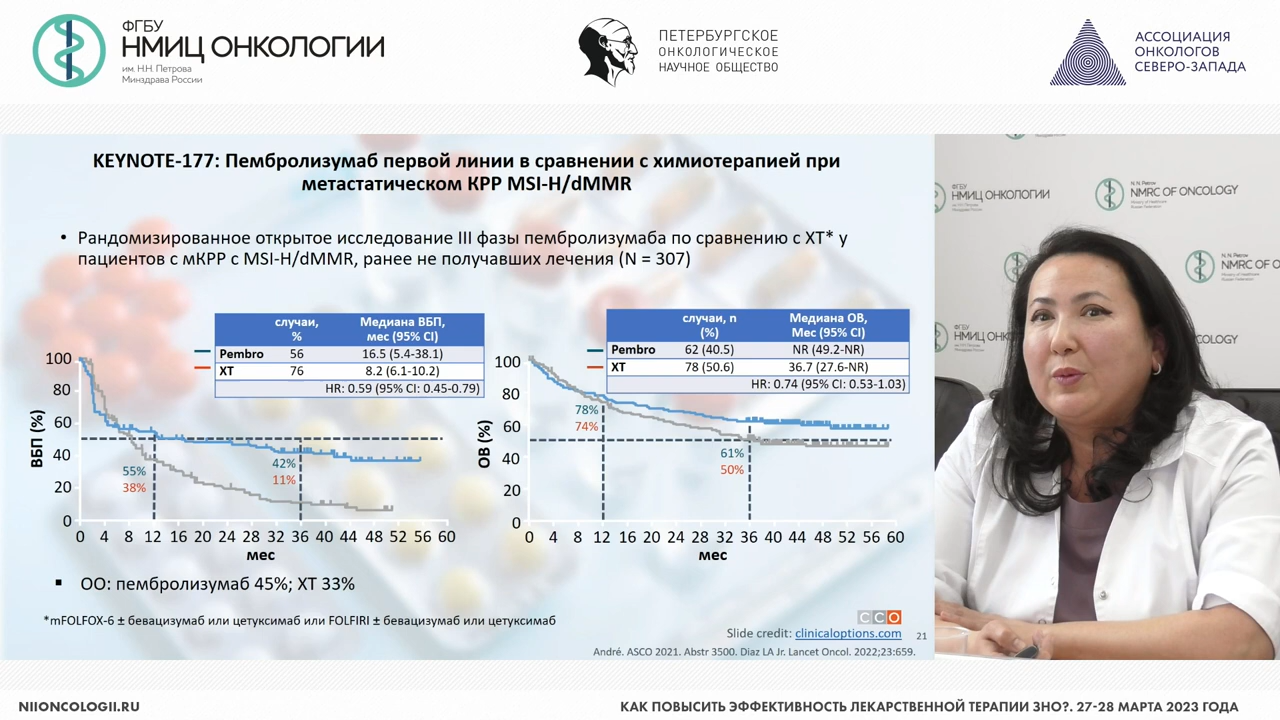 ФГБУ
НМИЦ ОНКОЛОГИИ
им. Н.Н. Петрова
Минздрава России
ПЕТЕРБУРГСКОЕ
ОНКОЛОГИЧЕСКОЕ
НАУЧНОЕ ОБЩЕСТВО
АССОЦИАЦИЯ
ОНКОЛОГОВ
СЕВЕРО-ЗАПАДА
KEYNOTE-177: Пембролизумаб первой линии в сравнении с химиотерапией при
метастатическом КРР MSI-H/dMMR
• Рандомизированное открытое исследование III фазы пембролизумаба по сравнению с ХТ* у
пациентов с мКРР с MSI-H/dMMR, ранее не получавших лечения (N = 307)
случаи, % Медиана ВБП, мес (95% CI)
Pembro 56 16.5 (5.4-38.1)
ХТ 76 8.2 (6.1-10.2)
HR: 0.59 (95% CI: 0.45-0.79)
ВБП (%)
100
80
60
40
20
0
55%
38%
42%
11%
0 4 8 12 16 20 24 28 32 36 40 44 48 52 56 60
мес
случаи, n (%) Медиана ОВ, Мес (95% CI)
Pembro 62 (40.5) NR (49.2-NR)
ХТ 78 (50.6) 36.7 (27.6-NR)
HR: 0.74 (95% CI: 0.53-1.03)
ОВ (%)
100
80
60
40
20
0
78%
74%
61%
50%
0 4 8 12 16 20 24 28 32 36 40 44 48 52 56 60
мес
▪ ОО: пембролизумаб 45%; ХТ 33%
*mFOLFOX-6 ± бевацизумаб или цетуксимаб или FOLFIRI ± бевацизумаб или цетуксимаб
CCO
Slide credit: clinicaloptions.com 21
André. ASCO 2021. Abstr 3500. Diaz LA Jr. Lancet Oncol. 2022;23:659.
ФГБУ
НМИЦ ОНКОЛОГИИ
N. N. Petrov
NMRC OF ONCOLOGY
NMRC OF O
NIIONCOLOGII.RU
КАК ПОВЫСИТЬ ЭФФЕКТИВНОСТЬ ЛЕКАРСТВЕННОЙ ТЕРАПИИ ЗНО?. 27-28 МАРТА 2023 ГОДА